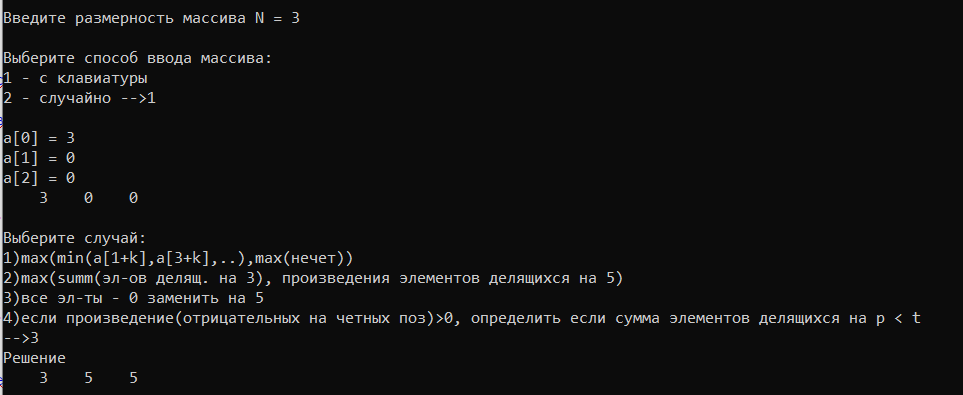 Введите размерность массива N = 3
Выберите способ ввода массива:
1 - с клавиатуры
2 - случайно -->1
a[0] = 3
a[1] = 0
a[2] = 0
3 0 0
Выберите случай:
1)max(min(a[1+k],a[3+k],..),max(нечет))
2)max(summ(эл-ов делящ. на 3), произведения элементов делящихся на 5)
3)все эл-ты - 0 заменить на 5
4)если произведение(отрицательных на четных поз)>0, определить если сумма элементов делящихся на p < t
-->3
Решение
3 5 5